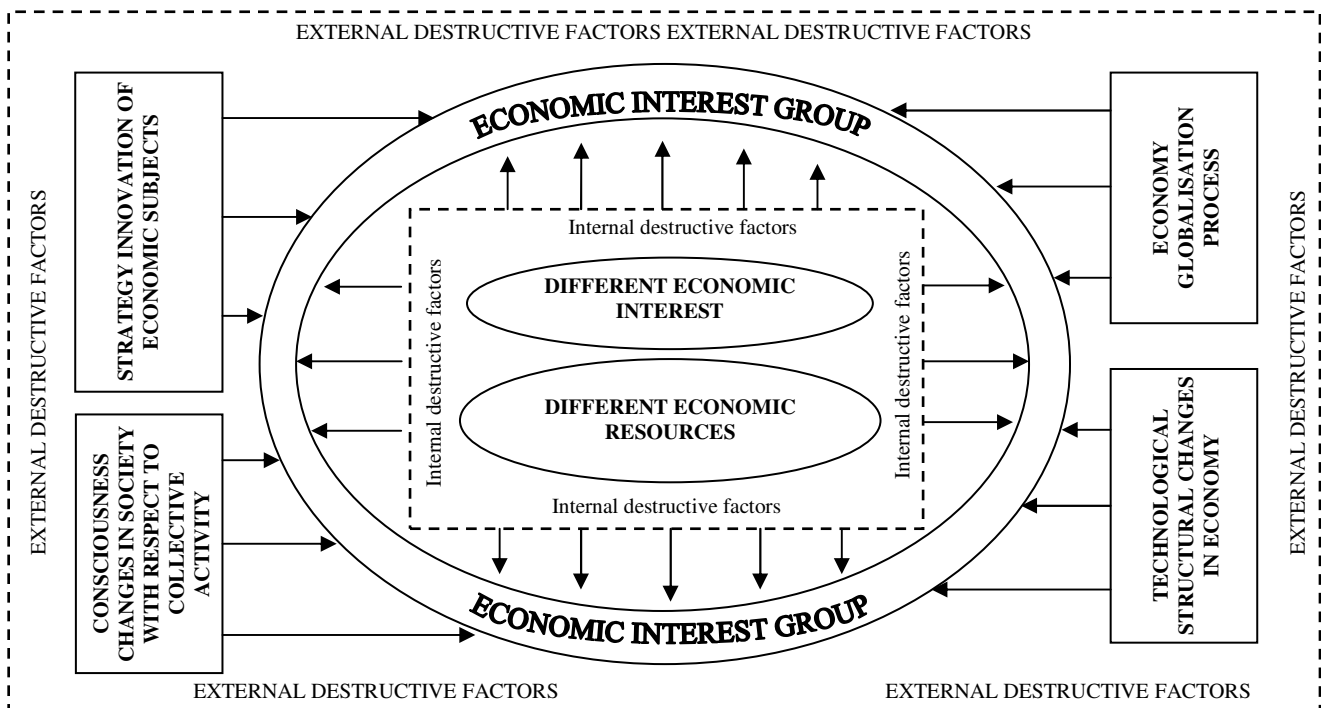 EXTERNAL DESTRUCTIVE FACTORS EXTERNAL DESTRUCTIVE FACTORS
EXTERNAL DESTRUCTIVE FACTORS
STRATEGY INNOVATION OF
ECONOMIC SUBJECTS
CONSCIOUSNESS
CHANGES IN SOCIETY
WITH RESPECT TO
COLLECTIVE
ACTIVITY
ECONOMIC INTEREST GROUP
Internal destructive factors
Internal destructive factors
DIFFERENT ECONOMIC
INTEREST
DIFFERENT ECONOMIC
RESOURCES
Internal destructive factors
Internal destructive factors
ECONOMIC INTEREST GROUP
ECONOMY
GLOBALISATION
PROCESS
TECHNOLOGICAL
STRUCTURAL CHANGES
IN ECONOMY
EXTERNAL DESTRUCTIVE FACTORS
EXTERNAL DESTRUCTIVE FACTORS
EXTERNAL DESTRUCTIVE FACTORS